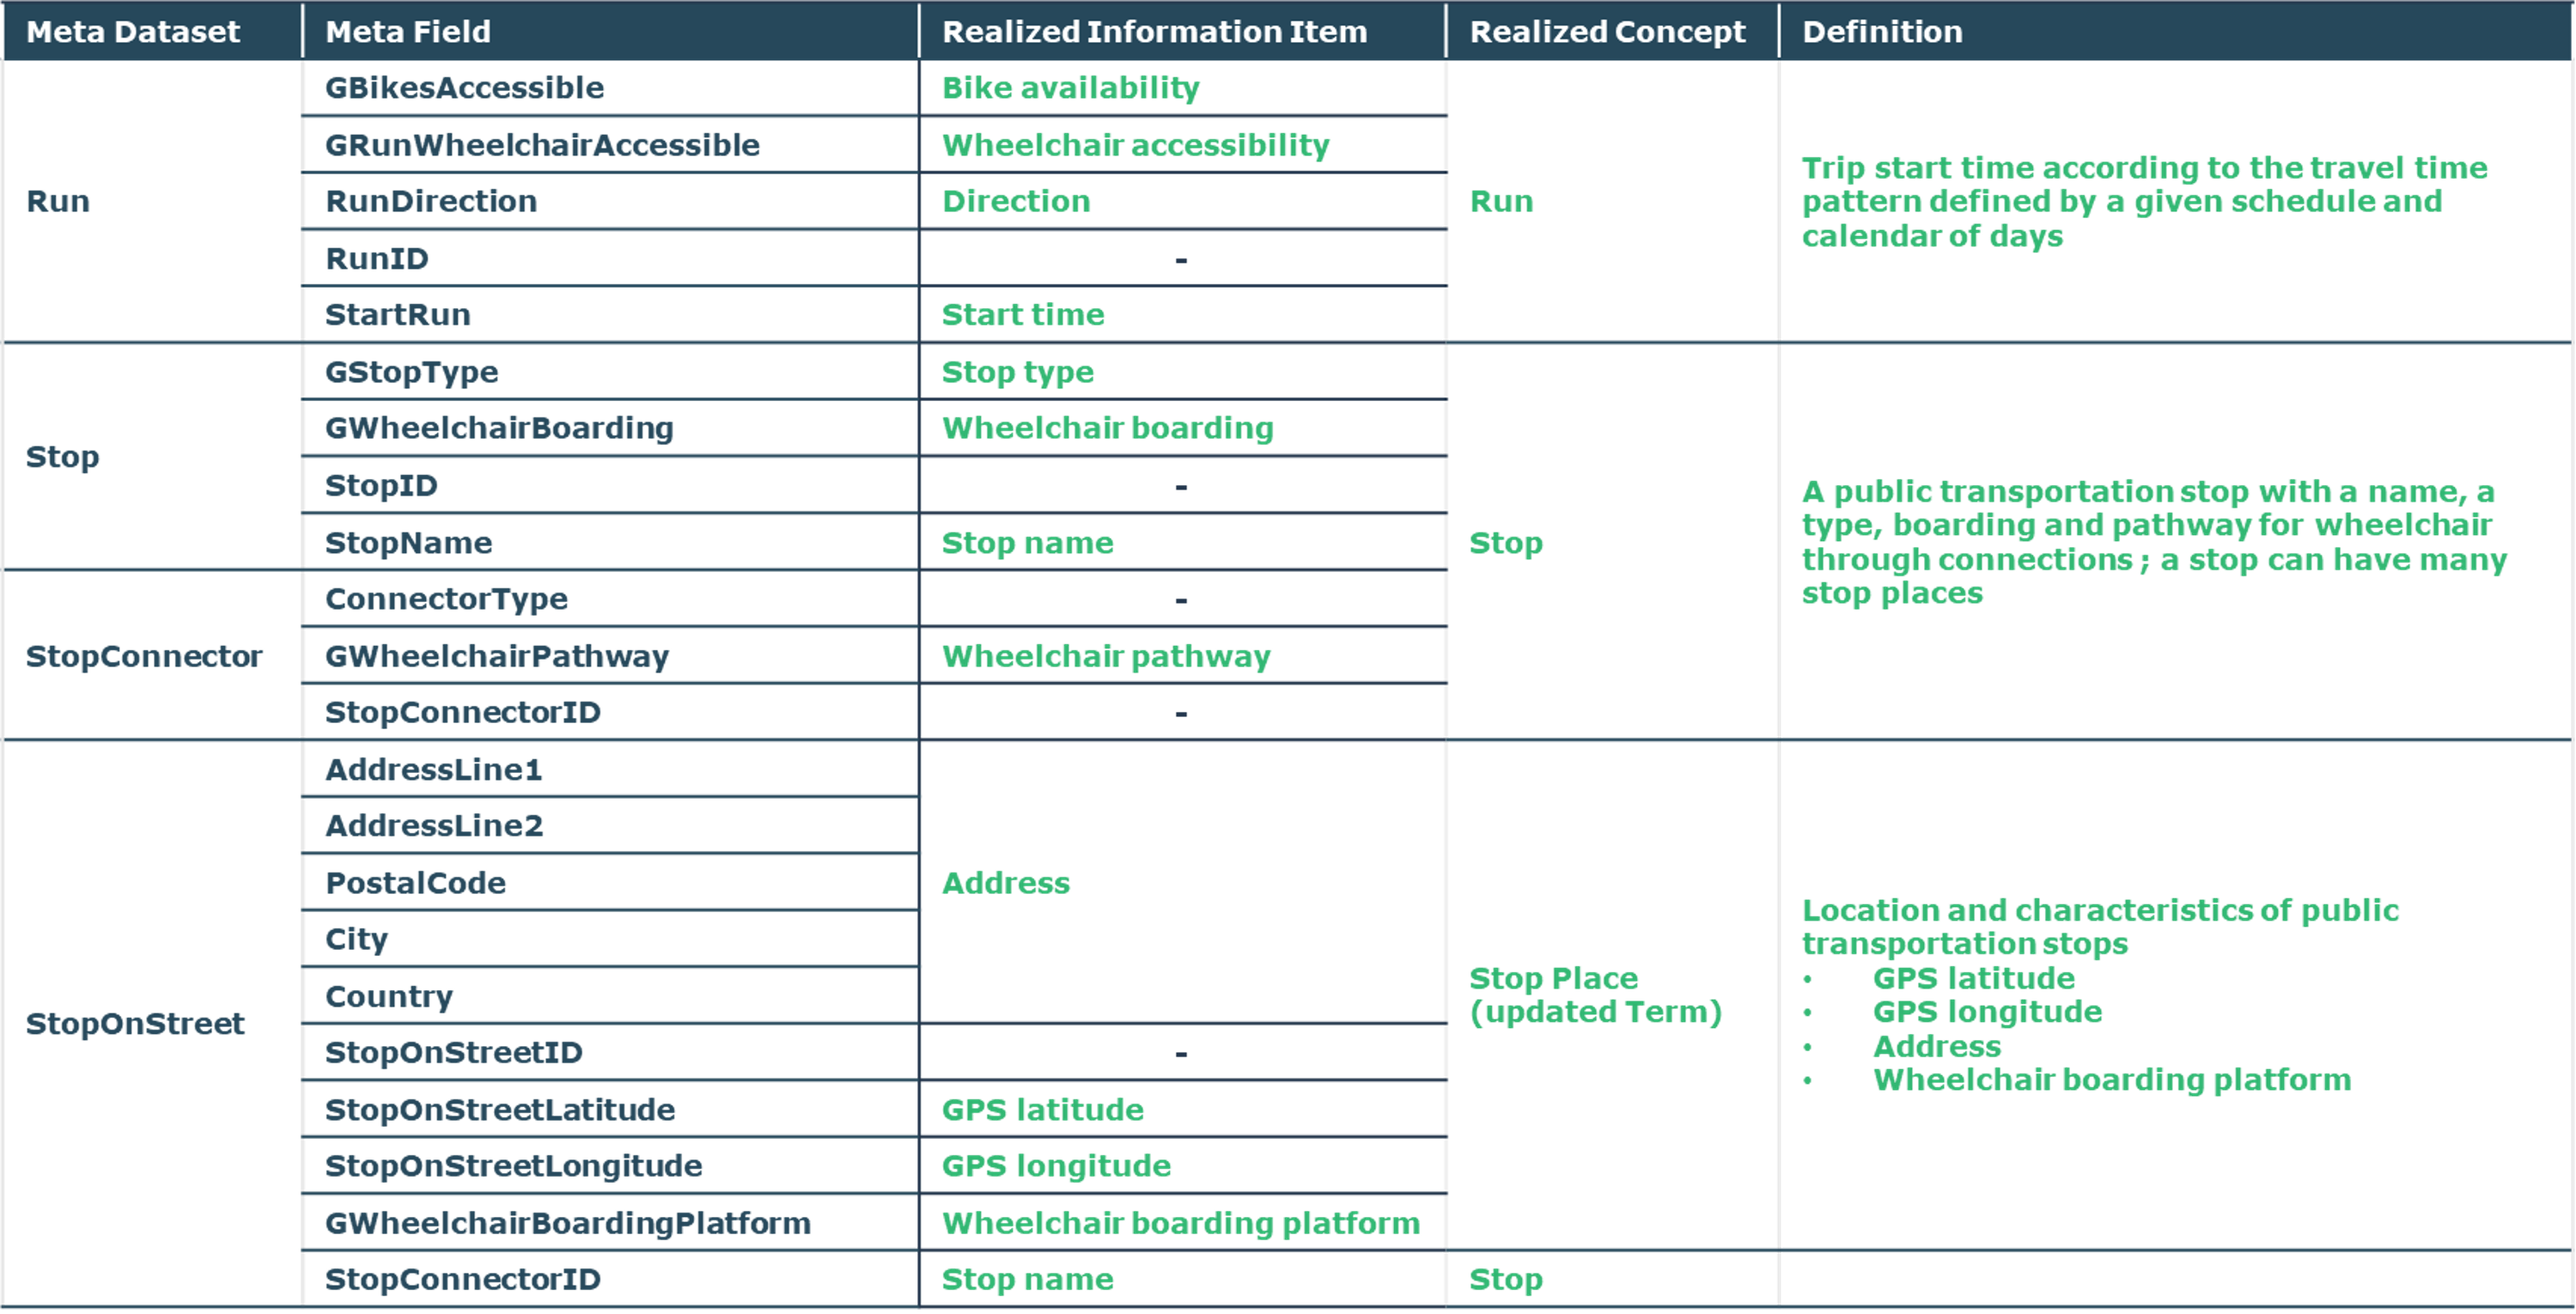 Meta Dataset Meta Field Realized Information Item Realized Concept Definition
GBikesAccessible Bike availability
GRunWheelchairAccessible Wheelchair accessibility
Run RunDirection Direction Run
RunID -
StartRun Start time
Trip start time according to the travel time
pattern defined by a given schedule and
calendar of days
GStopType Stop type
GWheelchairBoarding Wheelchair boarding
Stop
StopID -
StopName Stop name Stop
ConnectorType -
StopConnector GWheelchairPathway Wheelchair pathway
StopConnectorID -
A public transportation stop with a name, a
type, boarding and pathway for wheelchair
through connections ; a stop can have many
stop places
AddressLine1
AddressLine2
PostalCode Address
City
Country
StopOnStreet
StopOnStreetID -
StopOnStreetLatitude GPS latitude
StopOnStreetLongitude GPS longitude
GWheelchairBoardingPlatform Wheelchair boarding platform
Stop Place
(updated Term)
Location and characteristics of public
transportation stops
• GPS latitude
• GPS longitude
• Address
• Wheelchair boarding platform
StopConnectorID Stop name Stop